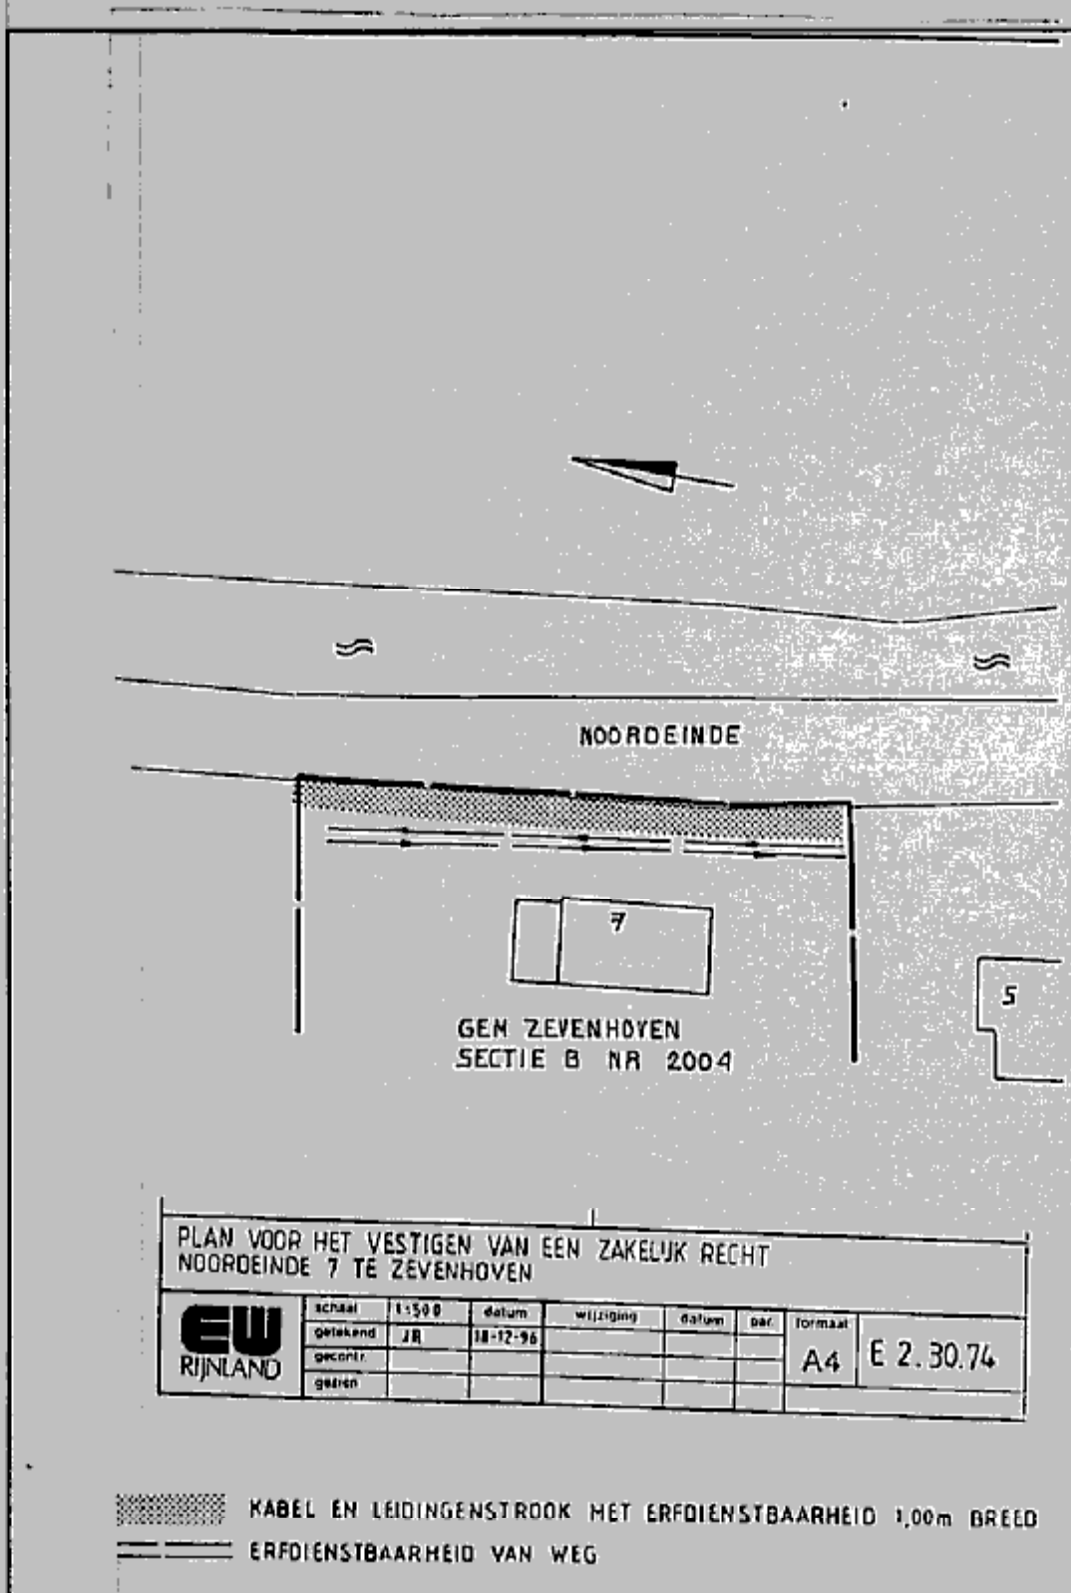 NOORDEINDE
7
5
GEM ZEVENHOVEN
SECTIE B NR 2004
PLAN VOOR HET VESTIGEN VAN EEN ZAKELIJK RECHT
NOORDEINDE 7 TE ZEVENHOVEN
EW
RIJNLAND
schaal 1:500 datum wijziging datum par. formaat
getekend JR 18-12-96
gecontr.
gezien
A4 E 2.30.74
KABEL EN LEIDINGENSTROOK MET ERFDIENSTBAARHEID 1,00m BREED
ERFDIENSTBAARHEID VAN WEG